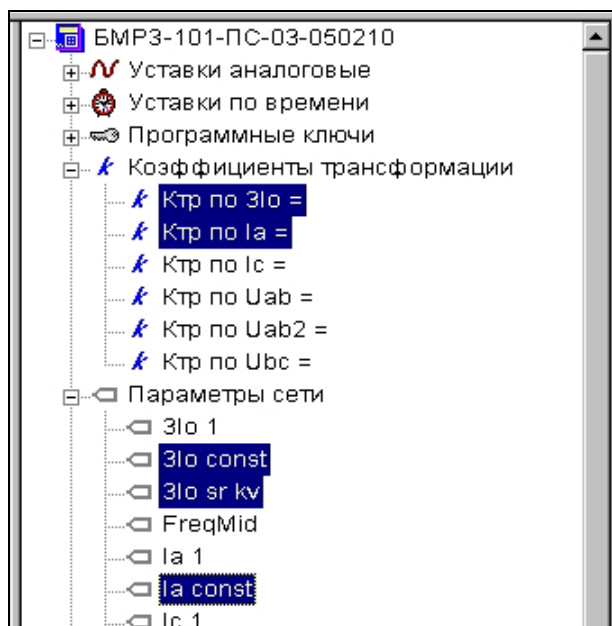 БМРЗ-101-ПС-03-050210
Уставки аналоговые
Уставки по времени
Программные ключи
Коэффициенты трансформации
Ктр по 3Iо =
Ктр по Ia =
Ктр по Ic =
Ктр по Uab =
Ктр по Uab2 =
Ктр по Ubc =
Параметры сети
3Io 1
3Io const
3Io sr kv
FreqMid
Ia 1
Ia const
Ic 1